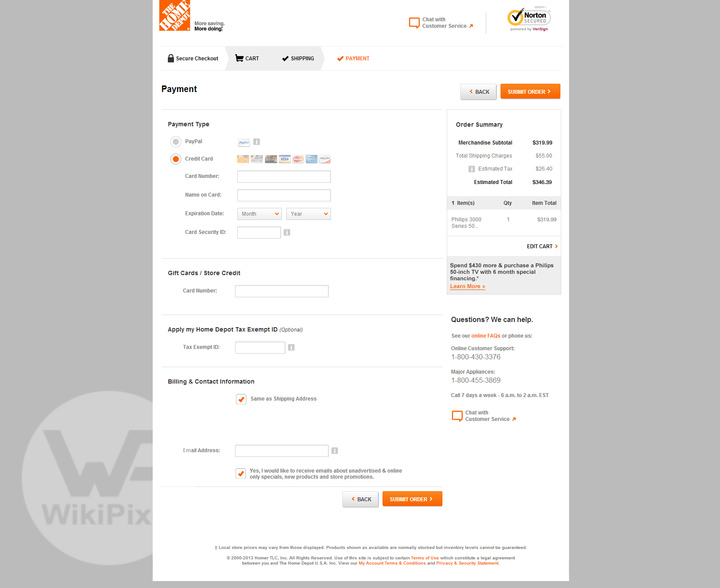 THE HOME DEPOT
More saving.
More doing.
Chat with
Customer Service
Norton
SECURED
powered by VeriSign
Secure Checkout
CART
SHIPPING
PAYMENT
Payment
BACK
SUBMIT ORDER
Payment Type
PayPal
Credit Card
Card Number:
Name on Card:
Expiration Date:
Month
Year
Card Security ID:
Gift Cards / Store Credit
Card Number:
Apply my Home Depot Tax Exempt ID (Optional)
Tax Exempt ID:
Billing & Contact Information
Same as Shipping Address
Email Address:
Yes, I would like to receive emails about unadvertised & online
only specials, new products and store promotions.
BACK
SUBMIT ORDER
Order Summary
Merchandise Subtotal $319.99
Total Shipping Charges $55.00
Estimated Tax $26.40
Estimated Total $346.39
1 Item(s) Qty Item Total
Philips 3000 1 $319.99
Series 50..
EDIT CART
Spend $430 more & purchase a Philips
50-inch TV with 6 month special
financing.*
Learn More »
Questions? We can help.
See our online FAQs or phone us:
Online Customer Support:
1-800-430-3376
Major Appliances:
1-800-455-3869
Call 7 days a week - 6 a.m. to 2 a.m. EST
Chat with
Customer Service
WikiPix
‡ Local store prices may vary from those displayed. Products shown as available are normally stocked but inventory levels cannot be guaranteed.
© 2000-2013 Homer TLC, Inc. All Rights Reserved. Use of this site is subject to certain Terms of Use which constitute a legal agreement
between you and The Home Depot U.S.A. Inc. View our My Account Terms & Conditions and Privacy & Security Statement.